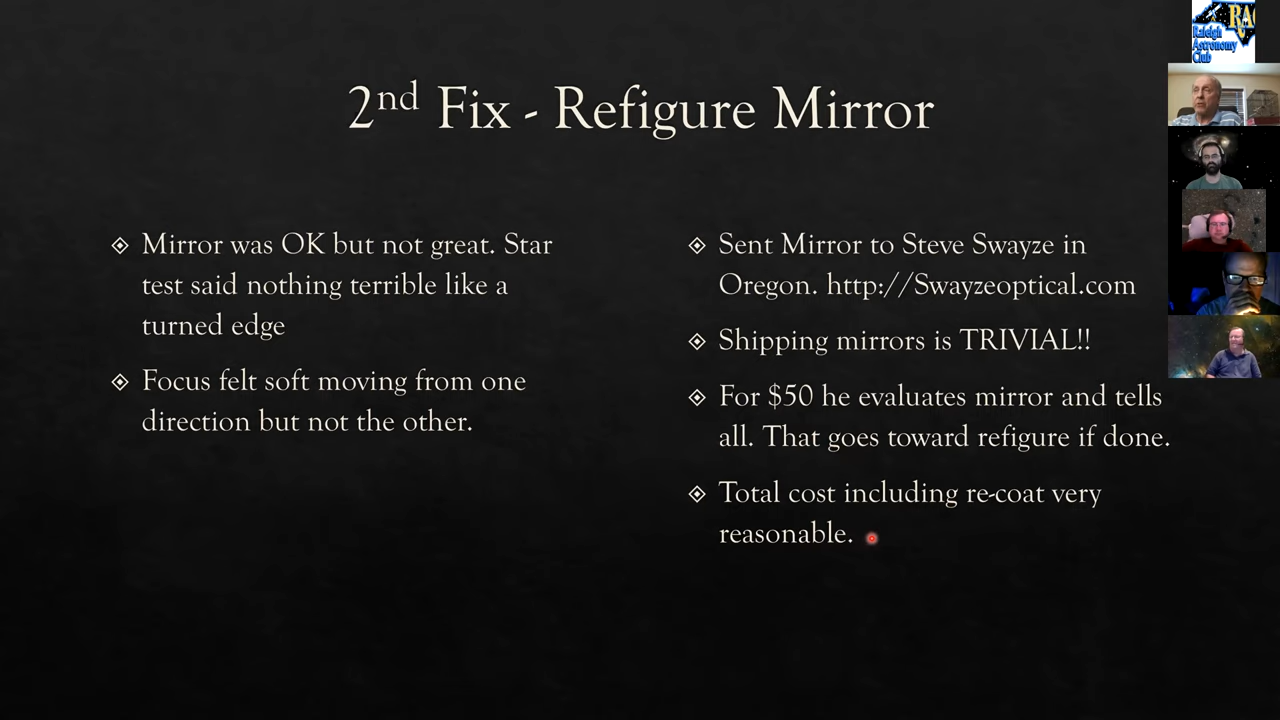 2nd Fix - Refigure Mirror
Mirror was OK but not great. Star
test said nothing terrible like a
turned edge
Focus felt soft moving from one
direction but not the other.
Sent Mirror to Steve Swayze in
Oregon. http://Swayzeoptical.com
Shipping mirrors is TRIVIAL!!
For $50 he evaluates mirror and tells
all. That goes toward refigure if done.
Total cost including re-coat very
reasonable.
RAC
Raleigh
Astronomy
Club